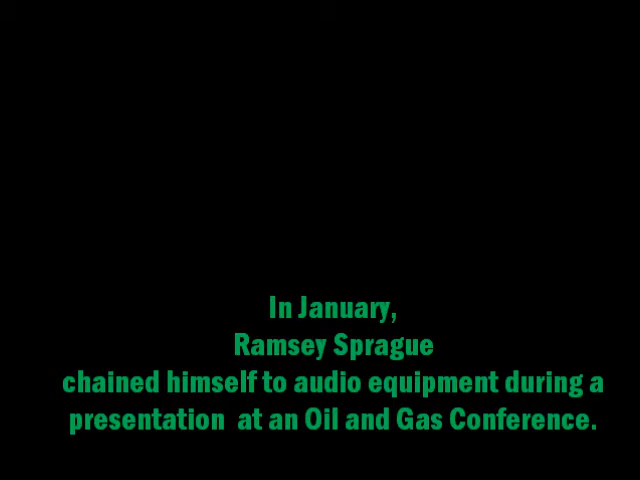 In January,
Ramsey Sprague
chained himself to audio equipment during a
presentation  at an Oil and Gas Conference.